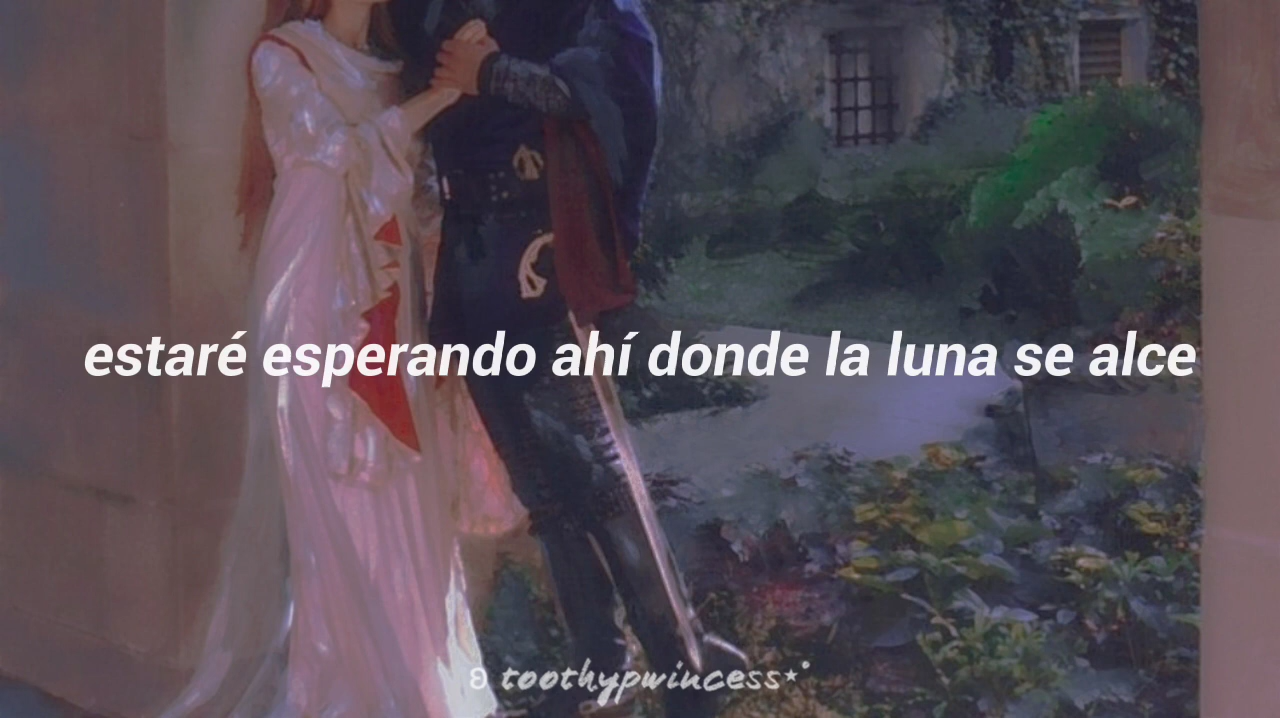 estaré esperando ahí donde la luna se alce
ʚ toothypwincess⋆˚